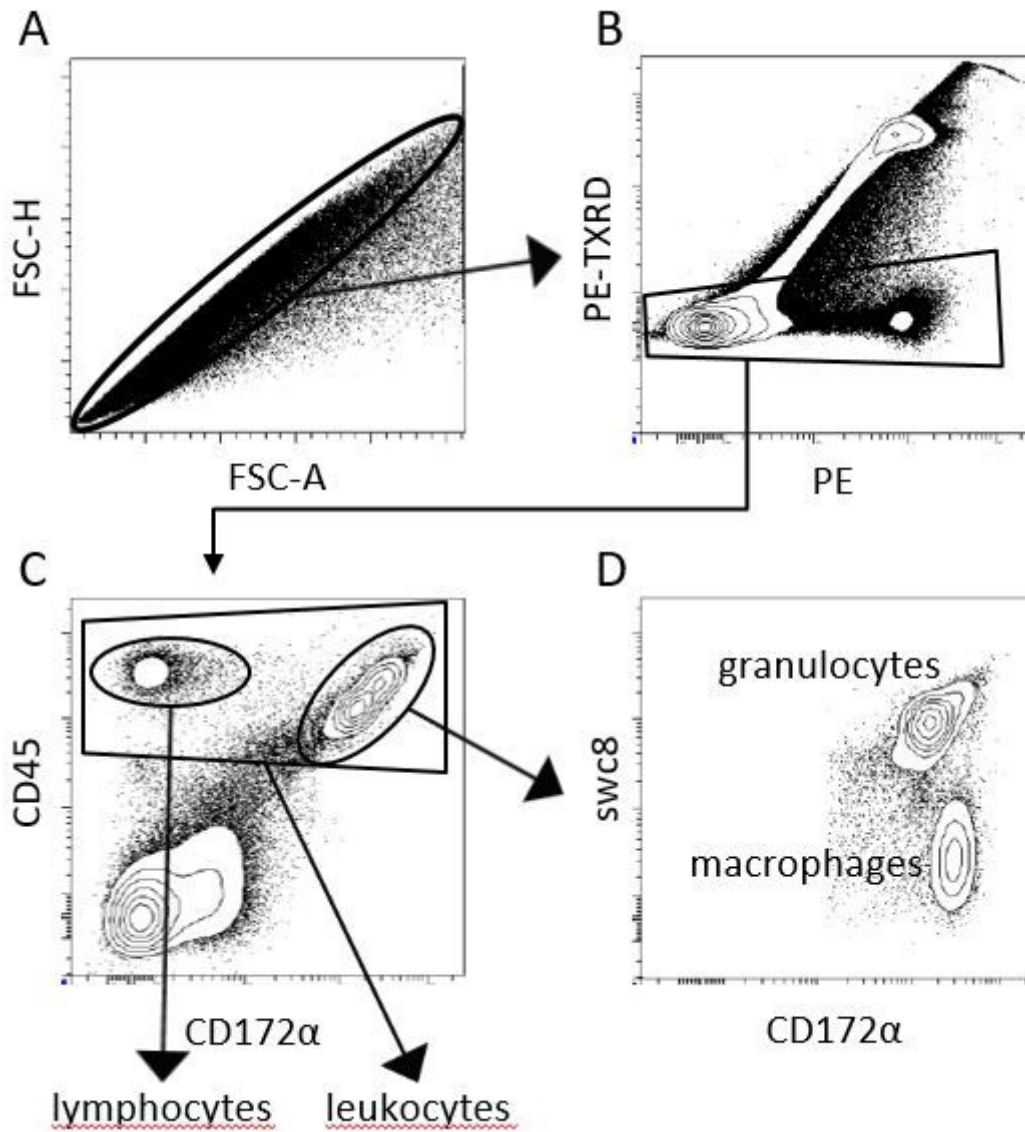 A
B
FSC-H
PE-TXRD
FSC-A
PE
C
D
CD45
swc8
granulocytes
macrophages
CD172α
CD172α
lymphocytes
leukocytes